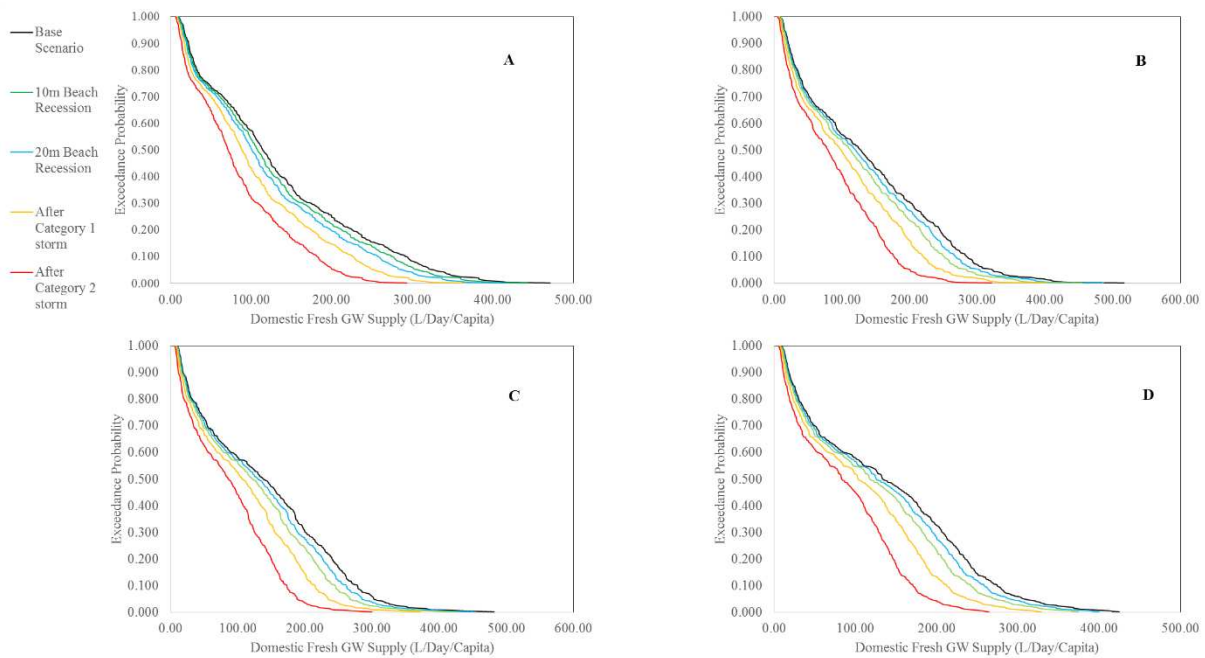 Base
Scenario
10m Beach
Recession
20m Beach
Recession
After
Category 1
storm
After
Category 2
storm
A
Exceedance Probability
1.000
0.900
0.800
0.700
0.600
0.500
0.400
0.300
0.200
0.100
0.000
0.00 100.00 200.00 300.00 400.00 500.00
Domestic Fresh GW Supply (L/Day/Capita)
B
Exceedance Probability
1.000
0.900
0.800
0.700
0.600
0.500
0.400
0.300
0.200
0.100
0.000
0.00 100.00 200.00 300.00 400.00 500.00 600.00
Domestic Fresh GW Supply (L/Day/Capita)
C
Exceedance Probability
1.000
0.900
0.800
0.700
0.600
0.500
0.400
0.300
0.200
0.100
0.000
0.00 100.00 200.00 300.00 400.00 500.00 600.00
Domestic Fresh GW Supply (L/Day/Capita)
D
Exceedance Probability
1.000
0.900
0.800
0.700
0.600
0.500
0.400
0.300
0.200
0.100
0.000
0.00 100.00 200.00 300.00 400.00 500.00
Domestic Fresh GW Supply (L/Day/Capita)